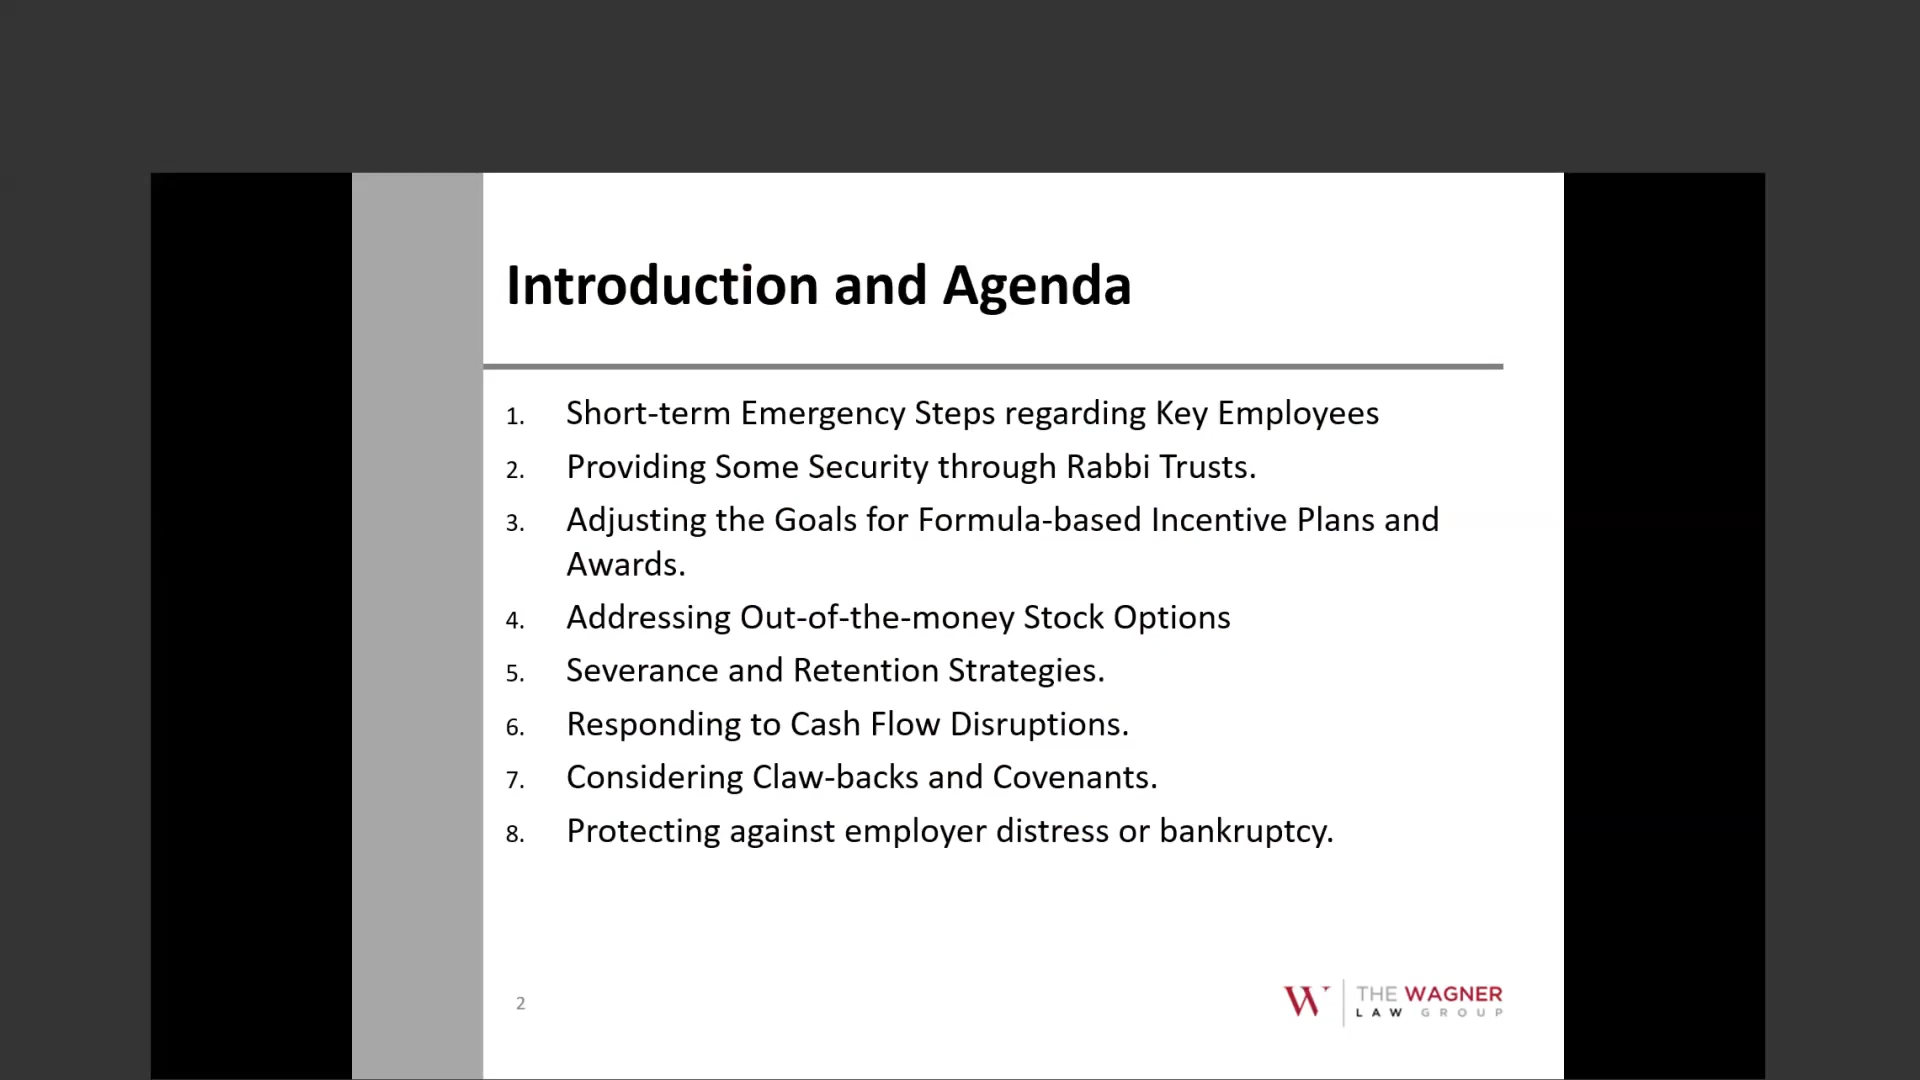 Introduction and Agenda
1. Short-term Emergency Steps regarding Key Employees
2. Providing Some Security through Rabbi Trusts.
3. Adjusting the Goals for Formula-based Incentive Plans and
Awards.
4. Addressing Out-of-the-money Stock Options
5. Severance and Retention Strategies.
6. Responding to Cash Flow Disruptions.
7. Considering Claw-backs and Covenants.
8. Protecting against employer distress or bankruptcy.
2
W THE WAGNER
LAW GROUP